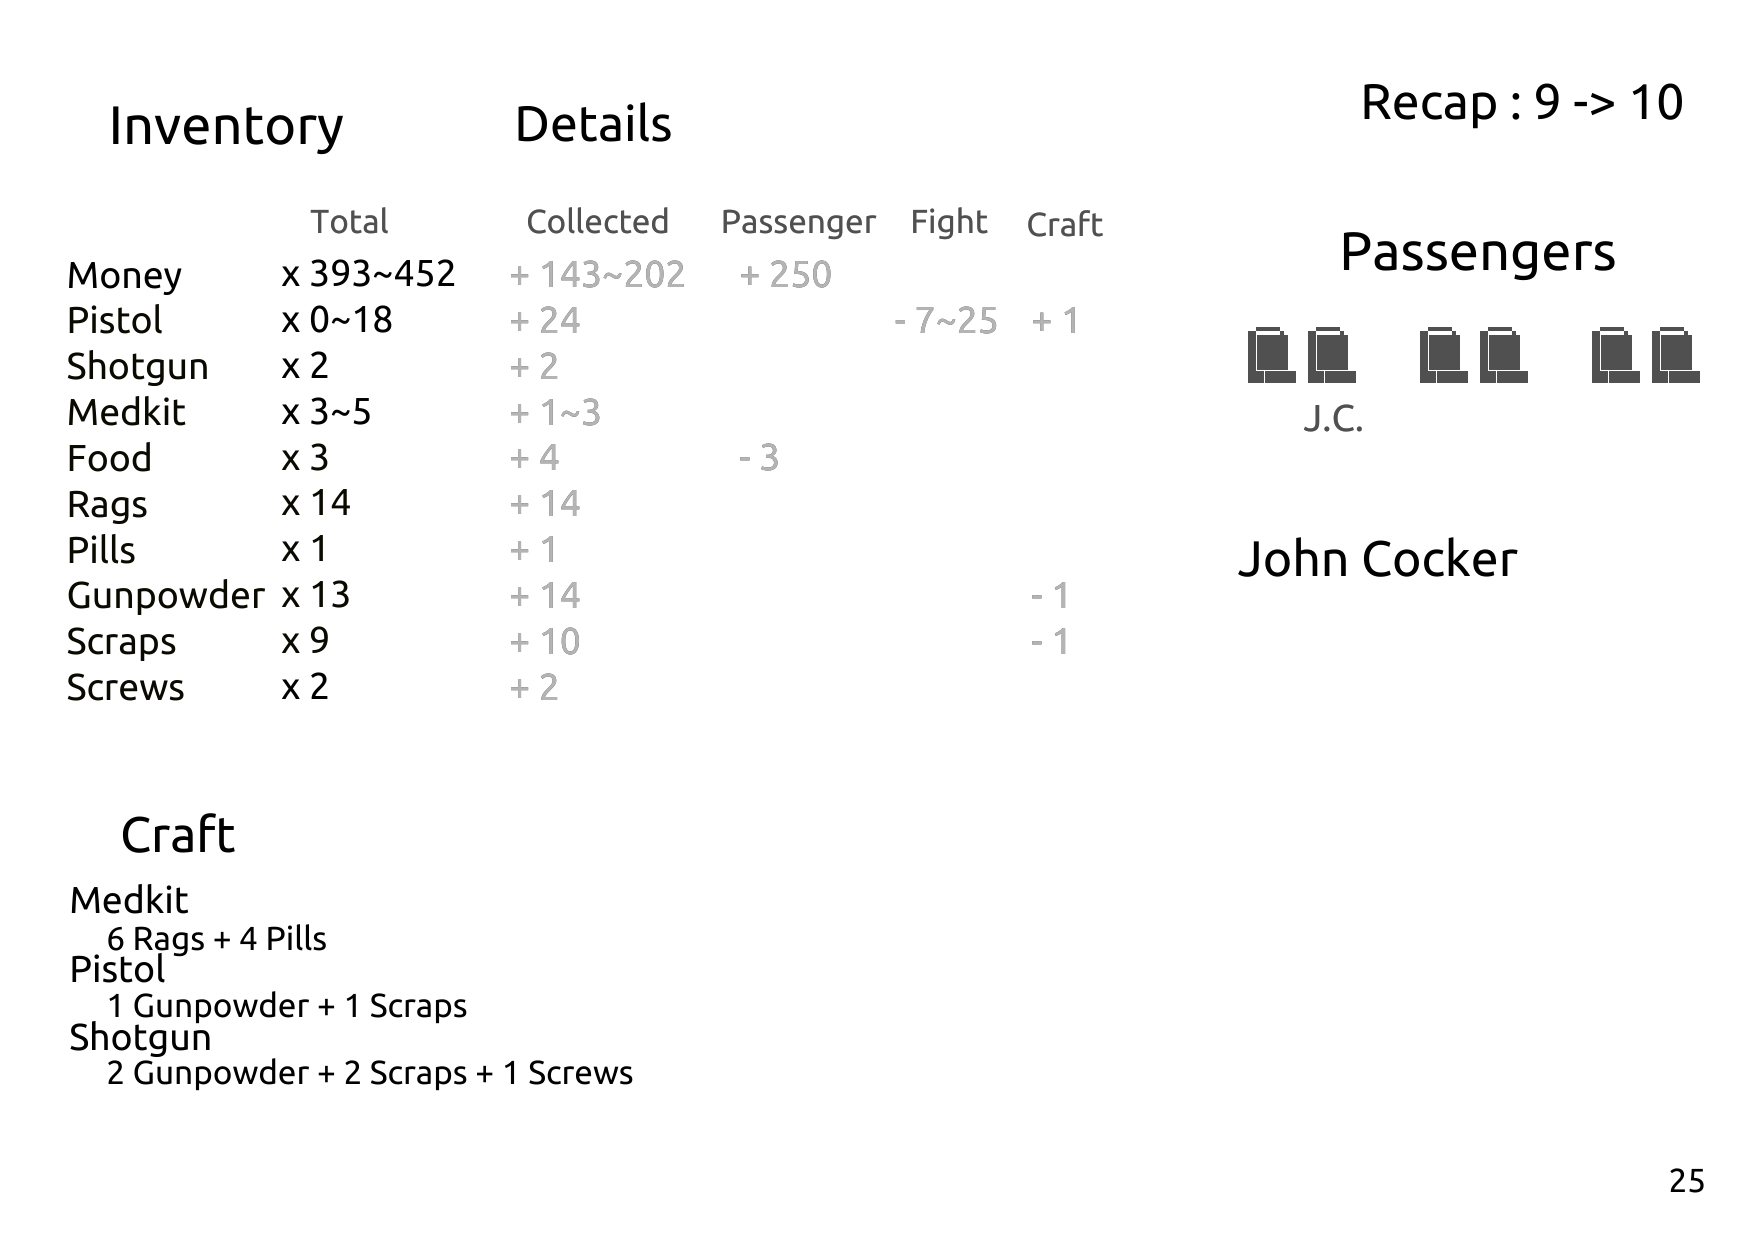 Recap : 9 -> 10
Inventory Details
Total Collected Passenger Fight Craft
Money x 393~452 + 143~202 + 250
Pistol x 0~18 + 24 - 7~25 + 1
Shotgun x 2 + 2
Medkit x 3~5 + 1~3
Food x 3 + 4 - 3
Rags x 14 + 14
Pills x 1 + 1
Gunpowder x 13 + 14 - 1
Scraps x 9 + 10 - 1
Screws x 2 + 2
Passengers
J.C.
John Cocker
Craft
Medkit
6 Rags + 4 Pills
Pistol
1 Gunpowder + 1 Scraps
Shotgun
2 Gunpowder + 2 Scraps + 1 Screws
25